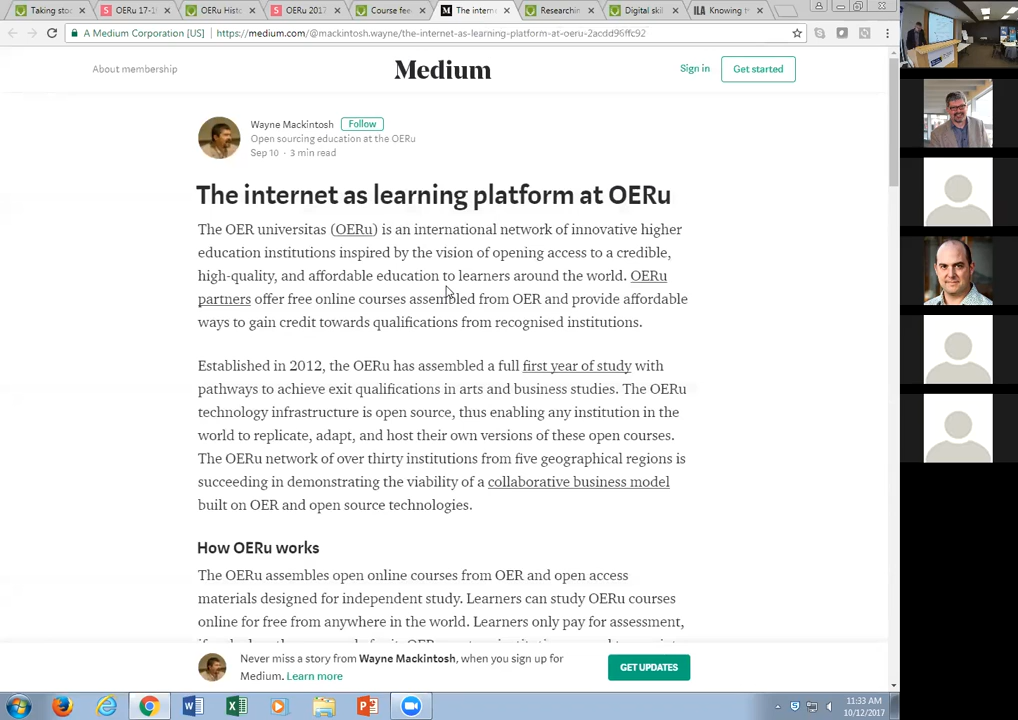 Taking stoc
OERu 17-1
OERu Histo
OERu 201
Course fee
The intern
Researchin
Digital skil
Knowing t
A Medium Corporation [US]
https://medium.com/@mackintosh.wayne/the-internet-as-learning-platform-at-oeru-2acdd96ffc92
About membership
Medium
Sign in
Get started
Wayne Mackintosh
Follow
Open sourcing education at the OERu
Sep 10 · 3 min read
The internet as learning platform at OERu
The OER universitas (OERu) is an international network of innovative higher
education institutions inspired by the vision of opening access to a credible,
high-quality, and affordable education to learners around the world. OERu
partners offer free online courses assembled from OER and provide affordable
ways to gain credit towards qualifications from recognised institutions.
Established in 2012, the OERu has assembled a full first year of study with
pathways to achieve exit qualifications in arts and business studies. The OERu
technology infrastructure is open source, thus enabling any institution in the
world to replicate, adapt, and host their own versions of these open courses.
The OERu network of over thirty institutions from five geographical regions is
succeeding in demonstrating the viability of a collaborative business model
built on OER and open source technologies.
How OERu works
The OERu assembles open online courses from OER and open access
materials designed for independent study. Learners can study OERu courses
online for free from anywhere in the world. Learners only pay for assessment,
Never miss a story from Wayne Mackintosh, when you sign up for
Medium. Learn more
GET UPDATES
11:33 AM
10/12/2017